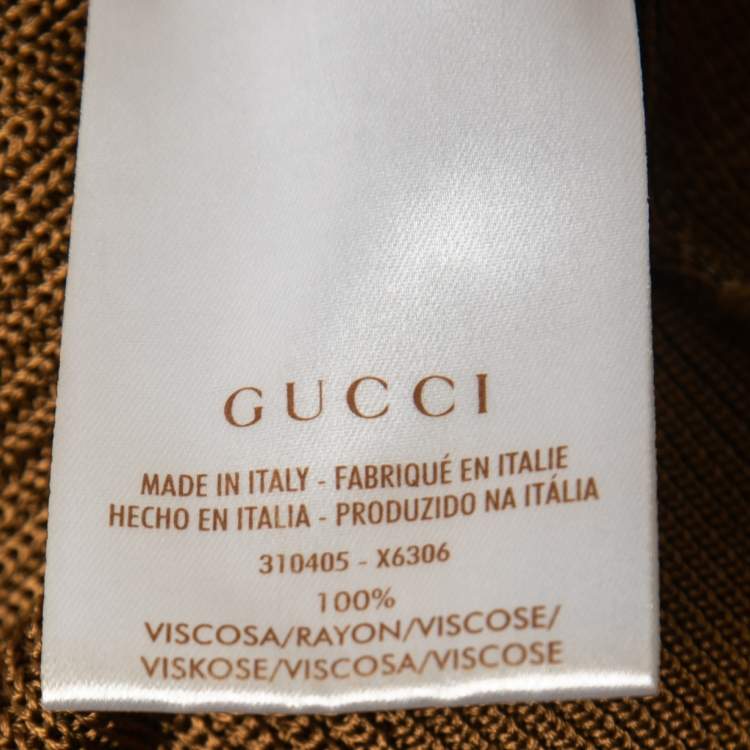 GUCCI
MADE IN ITALY - FABRIQUÉ EN ITALIE
HECHO EN ITALIA - PRODUZIDO NA ITÁLIA
310405 - X6306
100%
VISCOSA/RAYON/VISCOSE/
VISKOSE/VISCOSA/VISCOSE